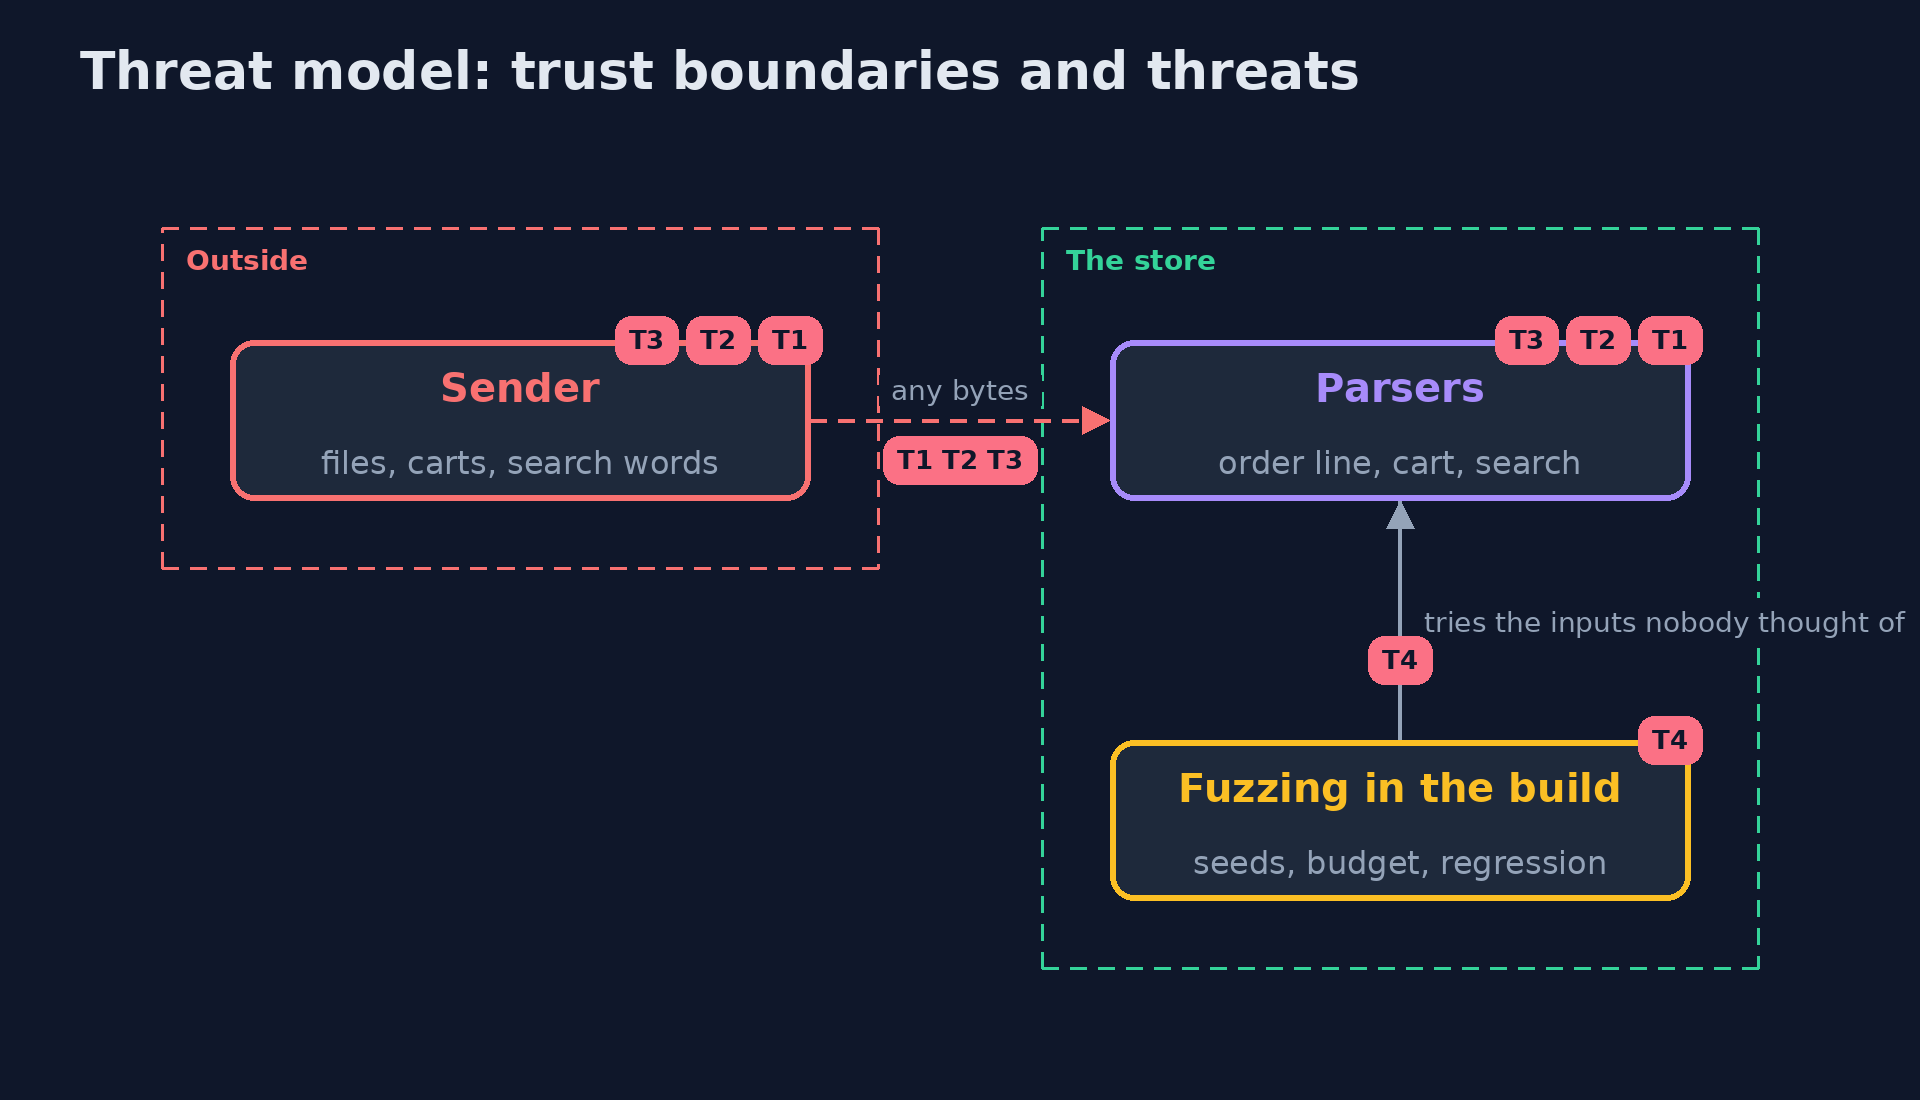 Threat model: trust boundaries and threats
Outside
T3 T2 T1
Sender
files, carts, search words
any bytes
T1 T2 T3
The store
T3 T2 T1
Parsers
order line, cart, search
tries the inputs nobody thought of
T4
T4
Fuzzing in the build
seeds, budget, regression